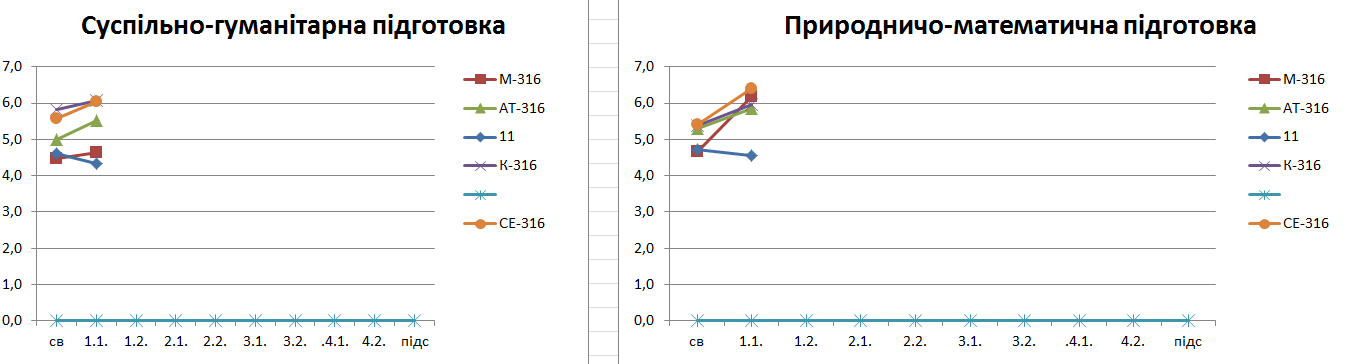 Суспільно-гуманітарна підготовка
7,0
6,0
5,0
4,0
3,0
2,0
1,0
0,0
св 1.1. 1.2. 2.1. 2.2. 3.1. 3.2. .4.1. 4.2. підс
М-316
АТ-316
11
К-316
СЕ-316
Природничо-математична підготовка
7,0
6,0
5,0
4,0
3,0
2,0
1,0
0,0
св 1.1. 1.2. 2.1. 2.2. 3.1. 3.2. .4.1. 4.2. підс
М-316
АТ-316
11
К-316
СЕ-316